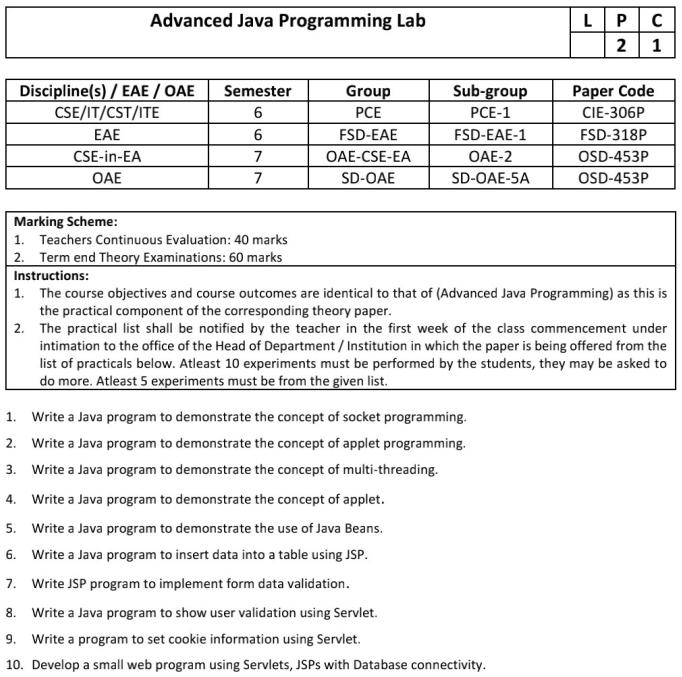 Advanced Java Programming Lab L P C
2 1
Discipline(s) / EAE / OAE Semester Group Sub-group Paper Code
CSE/IT/CST/ITE 6 PCE PCE-1 CIE-306P
EAE 6 FSD-EAE FSD-EAE-1 FSD-318P
CSE-in-EA 7 OAE-CSE-EA OAE-2 OSD-453P
OAE 7 SD-OAE SD-OAE-5A OSD-453P
Marking Scheme:
1. Teachers Continuous Evaluation: 40 marks
2. Term end Theory Examinations: 60 marks
Instructions:
1. The course objectives and course outcomes are identical to that of (Advanced Java Programming) as this is
the practical component of the corresponding theory paper.
2. The practical list shall be notified by the teacher in the first week of the class commencement under
intimation to the office of the Head of Department / Institution in which the paper is being offered from the
list of practicals below. Atleast 10 experiments must be performed by the students, they may be asked to
do more. Atleast 5 experiments must be from the given list.
1. Write a Java program to demonstrate the concept of socket programming.
2. Write a Java program to demonstrate the concept of applet programming.
3. Write a Java program to demonstrate the concept of multi-threading.
4. Write a Java program to demonstrate the concept of applet.
5. Write a Java program to demonstrate the use of Java Beans.
6. Write a Java program to insert data into a table using JSP.
7. Write JSP program to implement form data validation.
8. Write a Java program to show user validation using Servlet.
9. Write a program to set cookie information using Servlet.
10. Develop a small web program using Servlets, JSPs with Database connectivity.